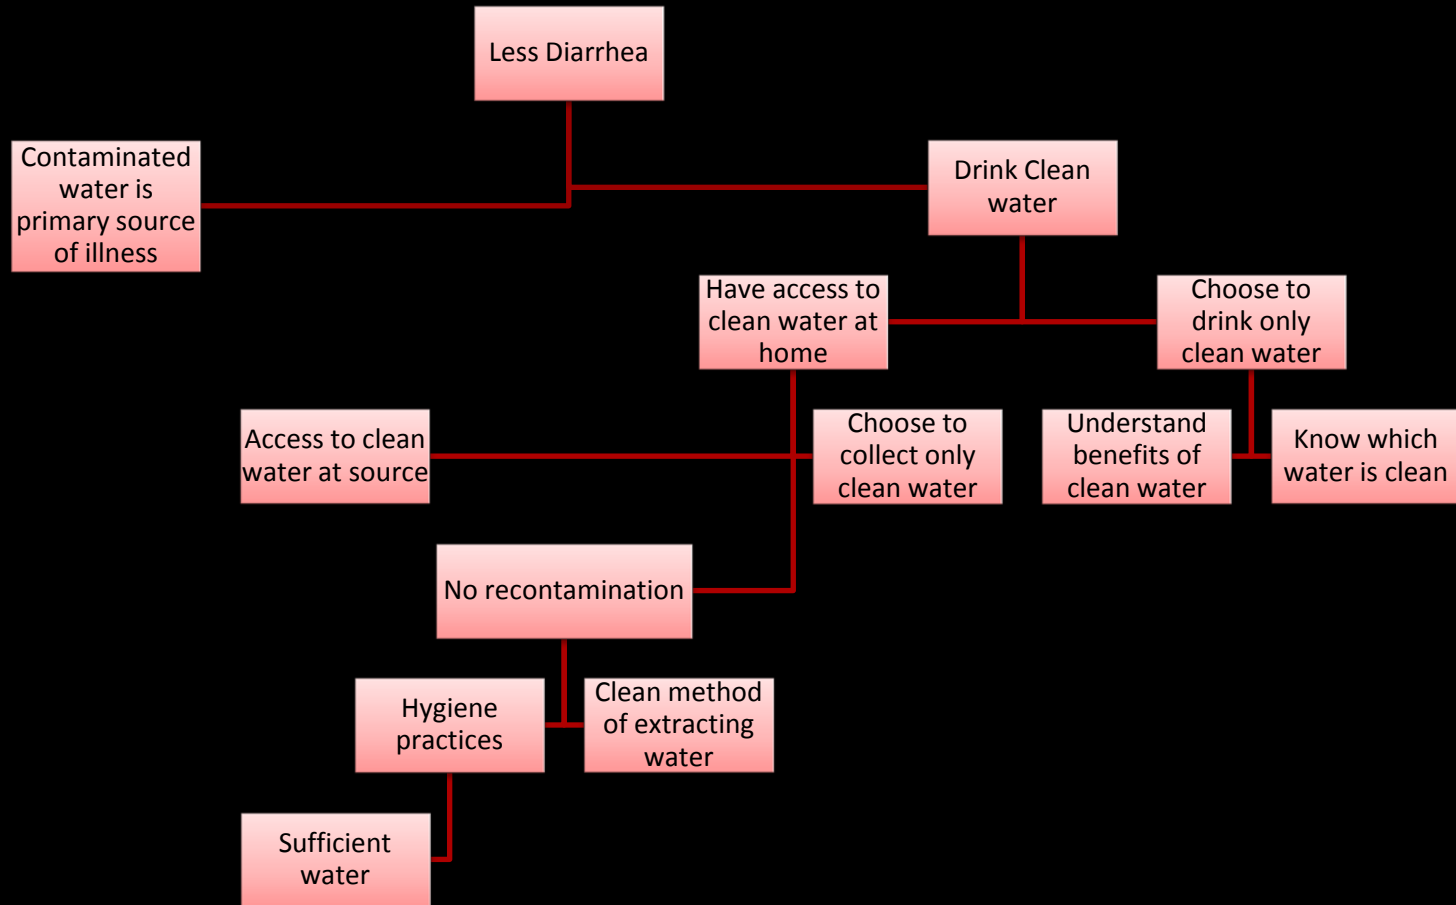 Less Diarrhea
Contaminated
water is
primary source
of illness
Drink Clean
water
Have access to
clean water at
home
Choose to
drink only
clean water
Access to clean
water at source
Choose to
collect only
clean water
Understand
benefits of
clean water
Know which
water is clean
No recontamination
Hygiene
practices
Clean method
of extracting
water
Sufficient
water